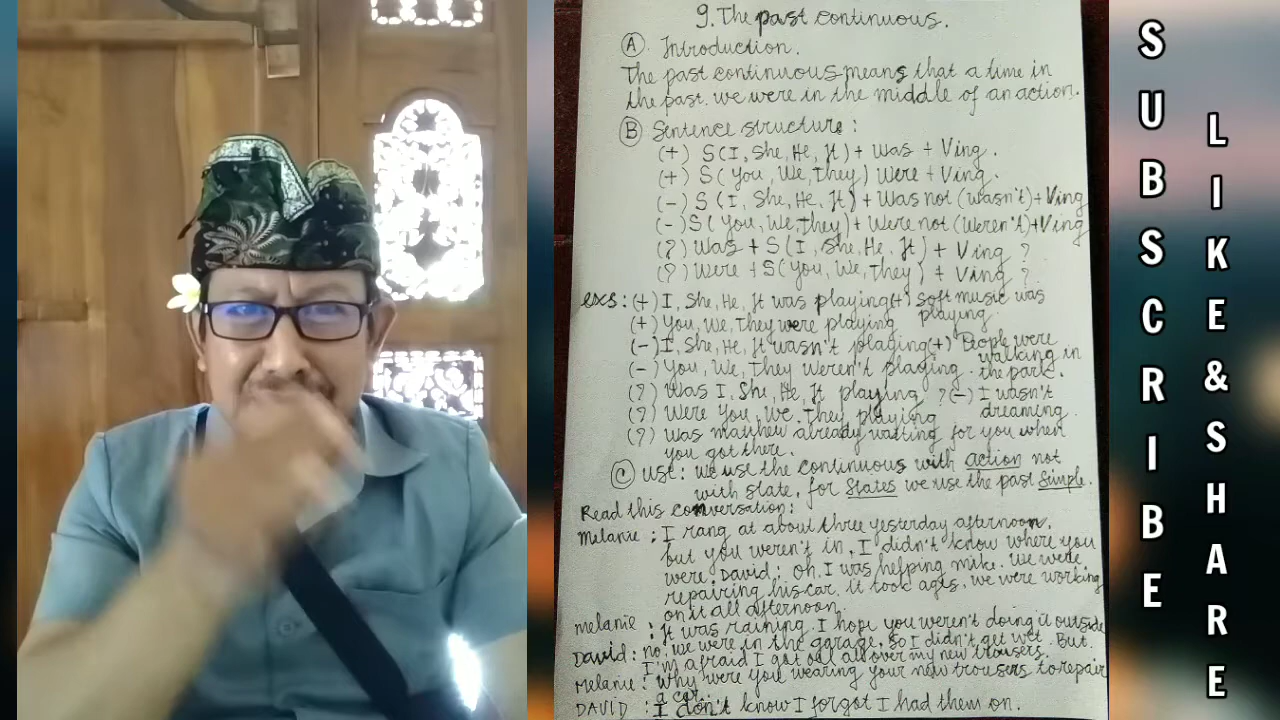 9. The past continuous.
(A). Introduction.
The past continuous means that a time in
the past. we were in the middle of an action.
(B) Sentence structure:
(+) S (I, She, He, It) + Was + Ving.
(+) S (You, We, They) Were + Ving.
(-) S (I, She, He, It) + Was not (wasn't) + Ving
(-) S (You, We, They) + Were not (Weren't) + Ving
(?) Was + S (I, She, He, It) + Ving ?
(?) Were + S (You, We, They) + Ving ?
exs: (+) I, She, He, It was playing (+) Soft music was
playing.
(+) You, We, They were playing
(-) I, She, He, It wasn't playing (+) People were
walking in
the park.
(-) You, We, They weren't playing.
(?) Was I, She, He, It playing ? (-) I wasn't
dreaming.
(?) Were You, We, They playing
(?) Was matthew already waiting for you when
you got there.
(C) Use: we use the continuous with action not
with state, for States we use the past Simple.
Read this conversation:
Melanie : I rang at about three yesterday afternoon,
but you weren't in, I didn't know where you
were. David: oh, I was helping mike. we were
repairing his car. it took ages, we were working
on it all afternoon.
melanie : It was raining. I hope you weren't doing it outside
David : no, we were in the garage. So I didn't get wet. But
I'm afraid I got oil all over my new trousers.
Melanie : why were you wearing your new trousers to repair
a car.
DAVID : I don't know I forgot I had them on.
SUBSCRIBE
LIKE&SHARE